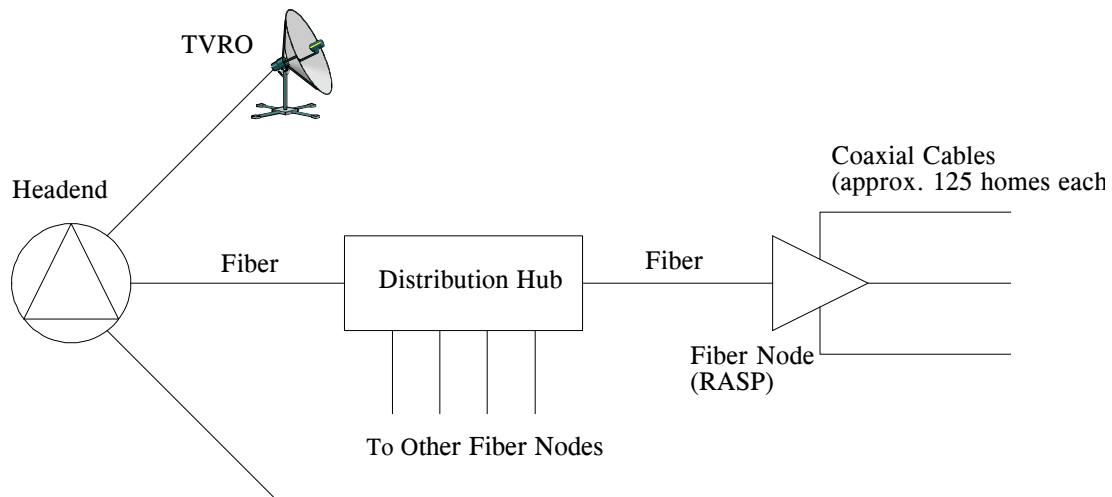 TVRO
Coaxial Cables
(approx. 125 homes each
Headend
Fiber
Distribution Hub
Fiber
Fiber Node
(RASP)
To Other Fiber Nodes